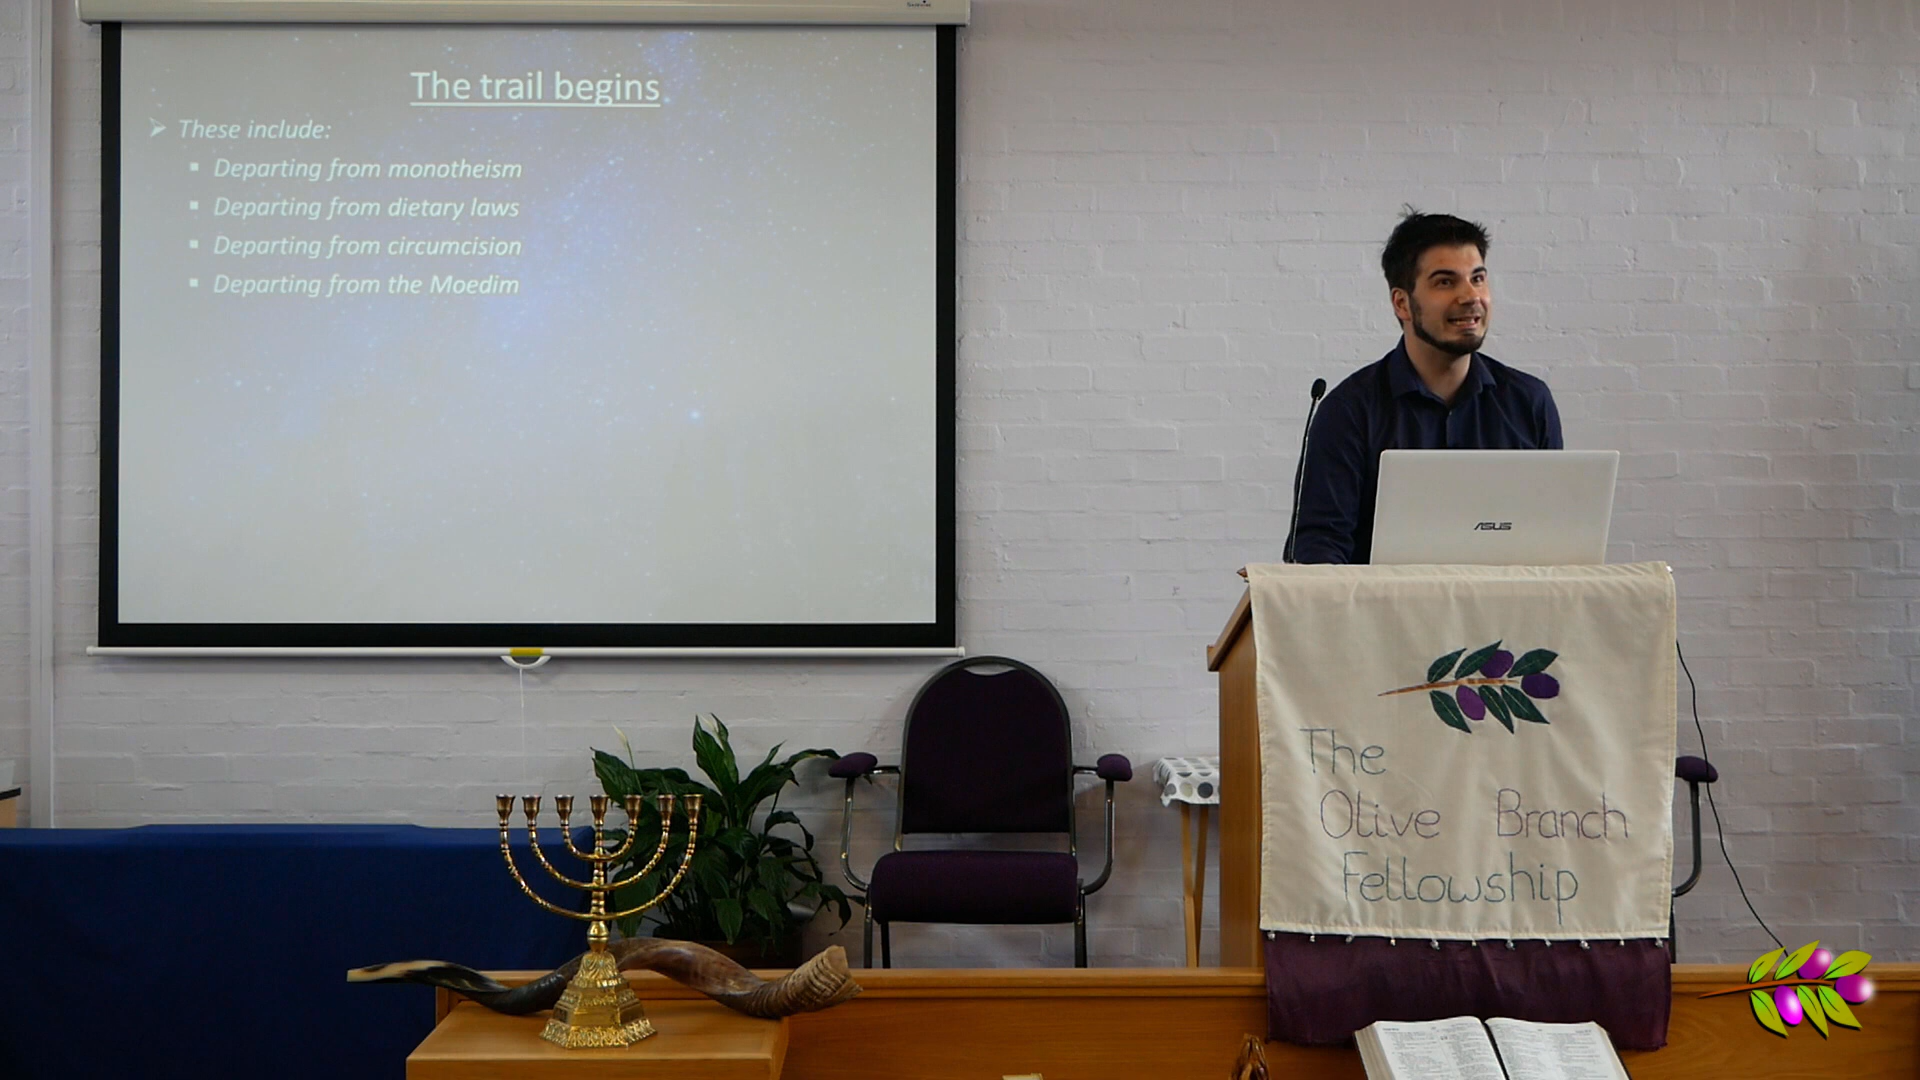 The trail begins
These include:
Departing from monotheism
Departing from dietary laws
Departing from circumcision
Departing from the Moedim
ASUS
The
Olive Branch
Fellowship